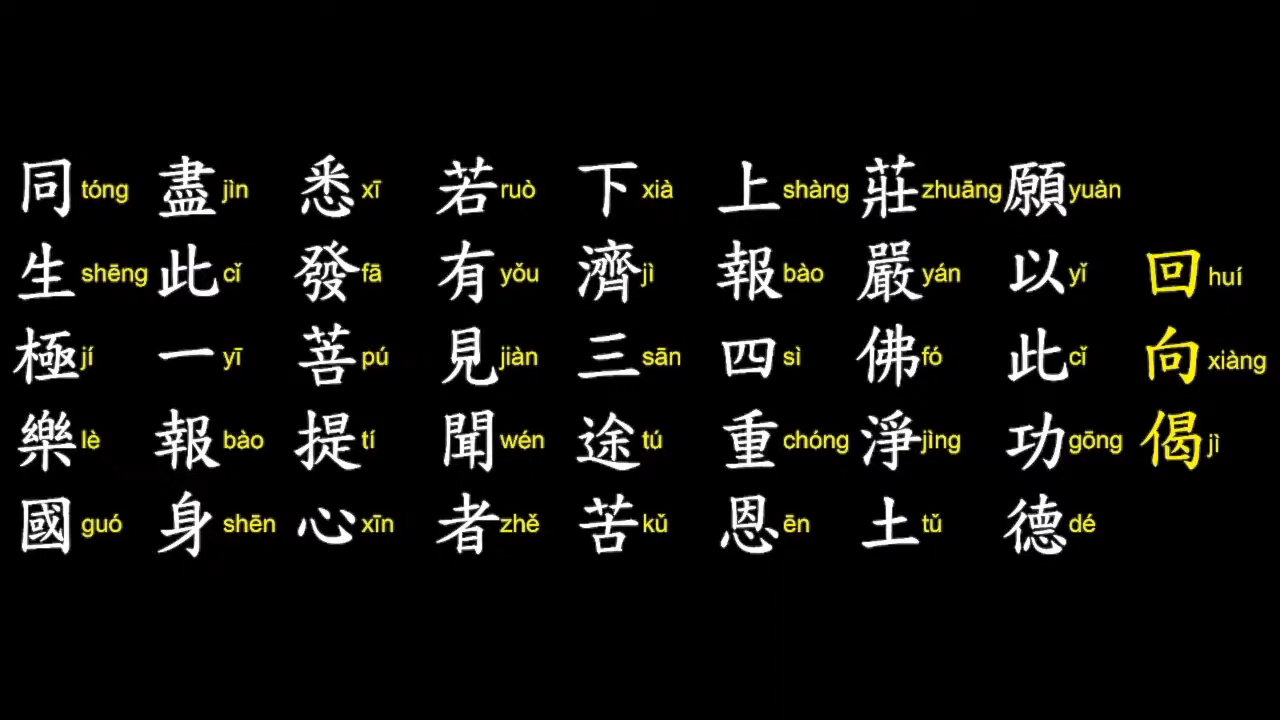 回huí向xiàng偈jì
願yuàn以yǐ此cǐ功gōng德dé
莊zhuāng嚴yán佛fó淨jìng土tǔ
上shàng報bào四sì重chóng恩ēn
下xià濟jì三sān途tú苦kǔ
若ruò有yǒu見jiàn聞wén者zhě
悉xī發fā菩pú提tí心xīn
盡jìn此cǐ一yī報bào身shēn
同tóng生shēng極jí樂lè國guó